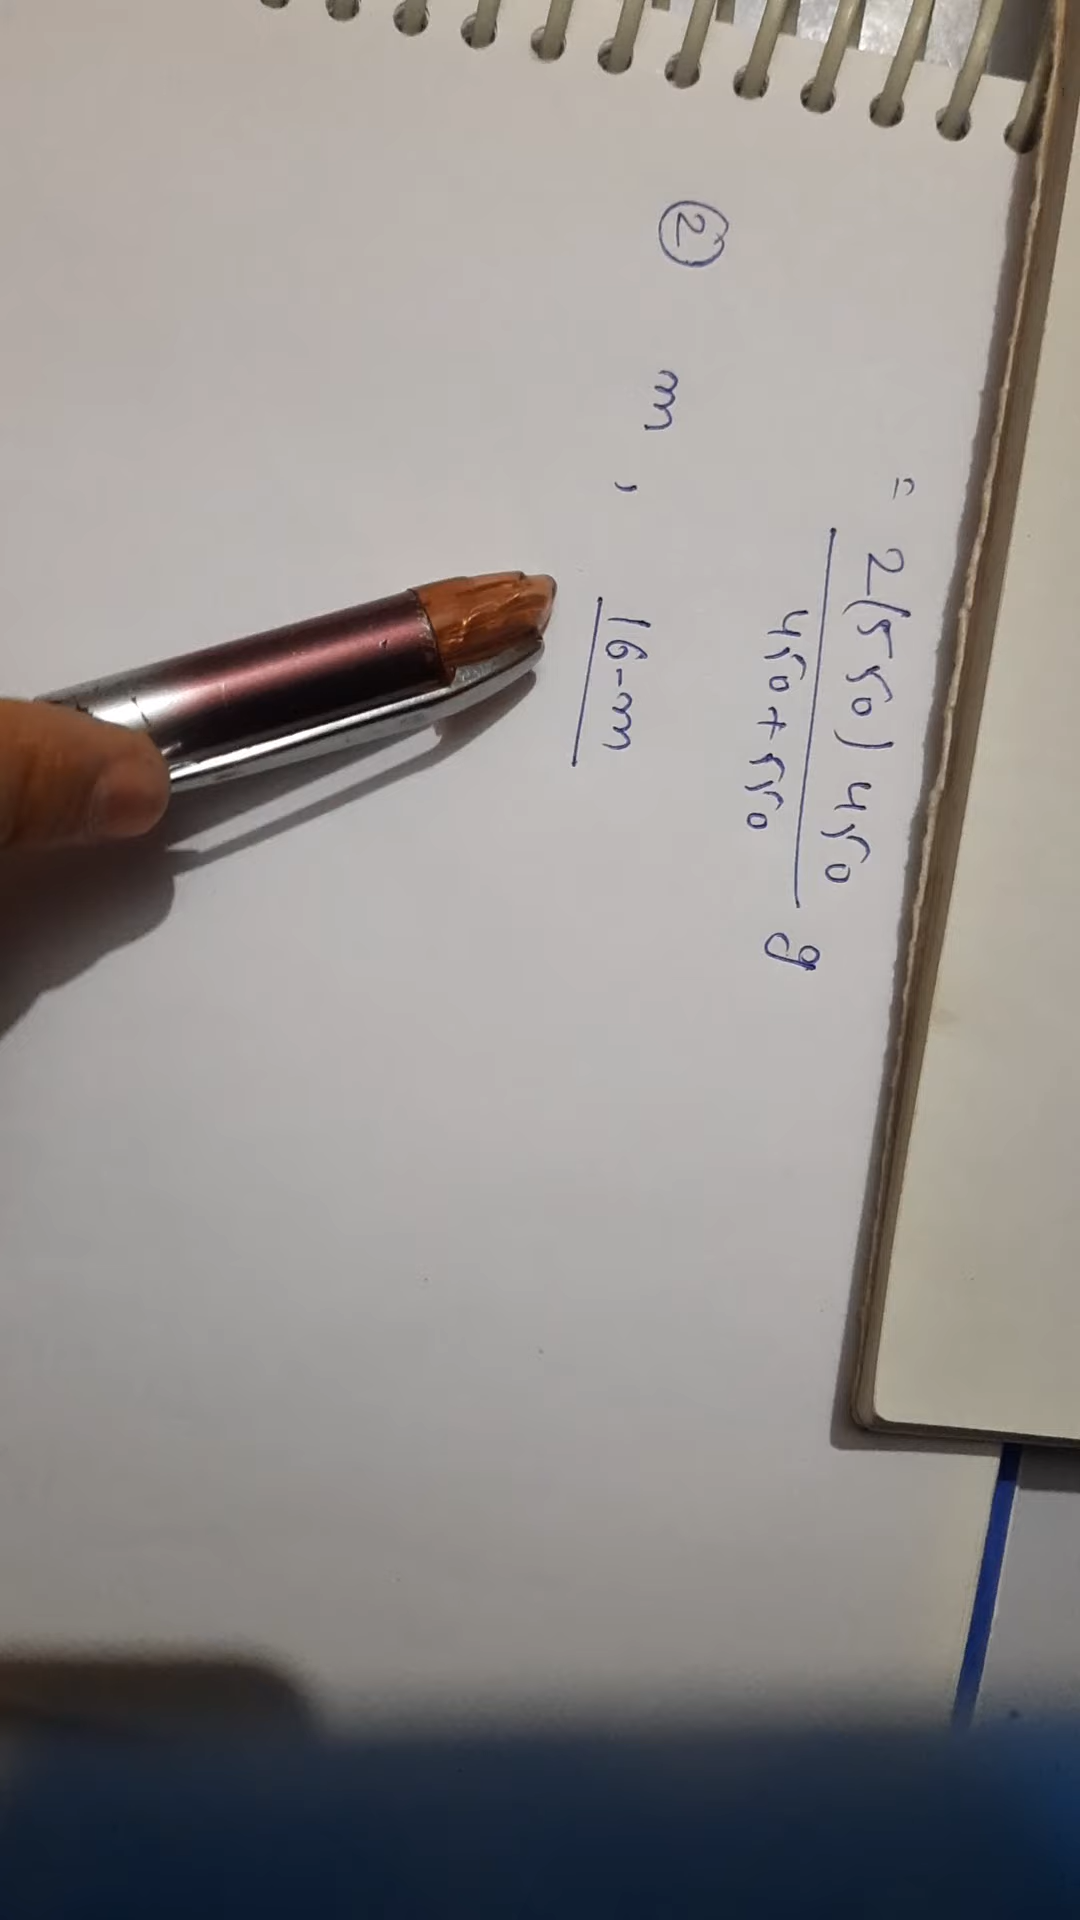 = 2(550) 450
450 + 550 g
② m , 16-m